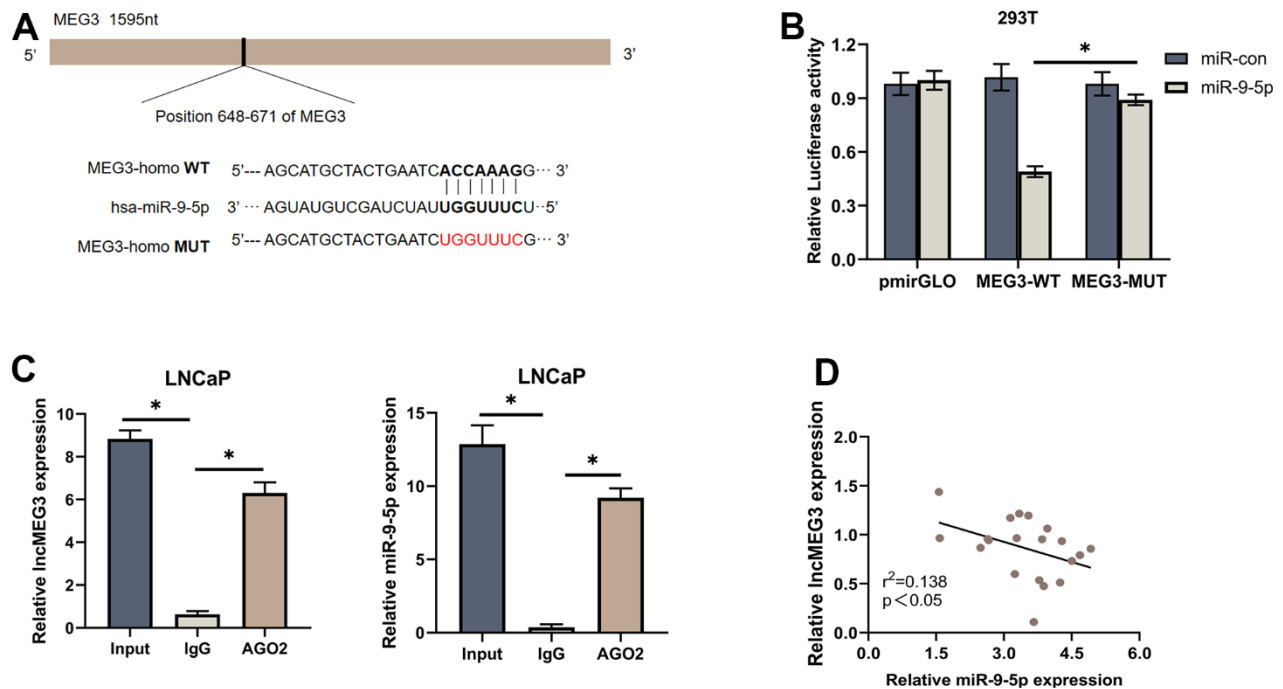 A
MEG3 1595nt
5’
3’
Position 648-671 of MEG3
MEG3-homo WT 5’--- AGCATGCTACTGAATCACCAAAGG··· 3’
hsa-miR-9-5p 3’ ··· AGUAUGUCGAUCUAUUGGUUUCU··5’
MEG3-homo MUT 5’--- AGCATGCTACTGAATCUGGUUUCG··· 3’
B
293T
Relative Luciferase activity
1.2
0.9
0.6
0.3
0.0
*
miR-con
miR-9-5p
pmirGLO MEG3-WT MEG3-MUT
C
LNCaP
Relative lncMEG3 expression
10
8
6
4
2
0
*
*
Input IgG AGO2
LNCaP
Relative miR-9-5p expression
15
10
5
0
*
*
Input IgG AGO2
D
Relative lncMEG3 expression
2.0
1.5
1.0
0.5
0.0
r²=0.138
p<0.05
0.0 1.5 3.0 4.5 6.0
Relative miR-9-5p expression